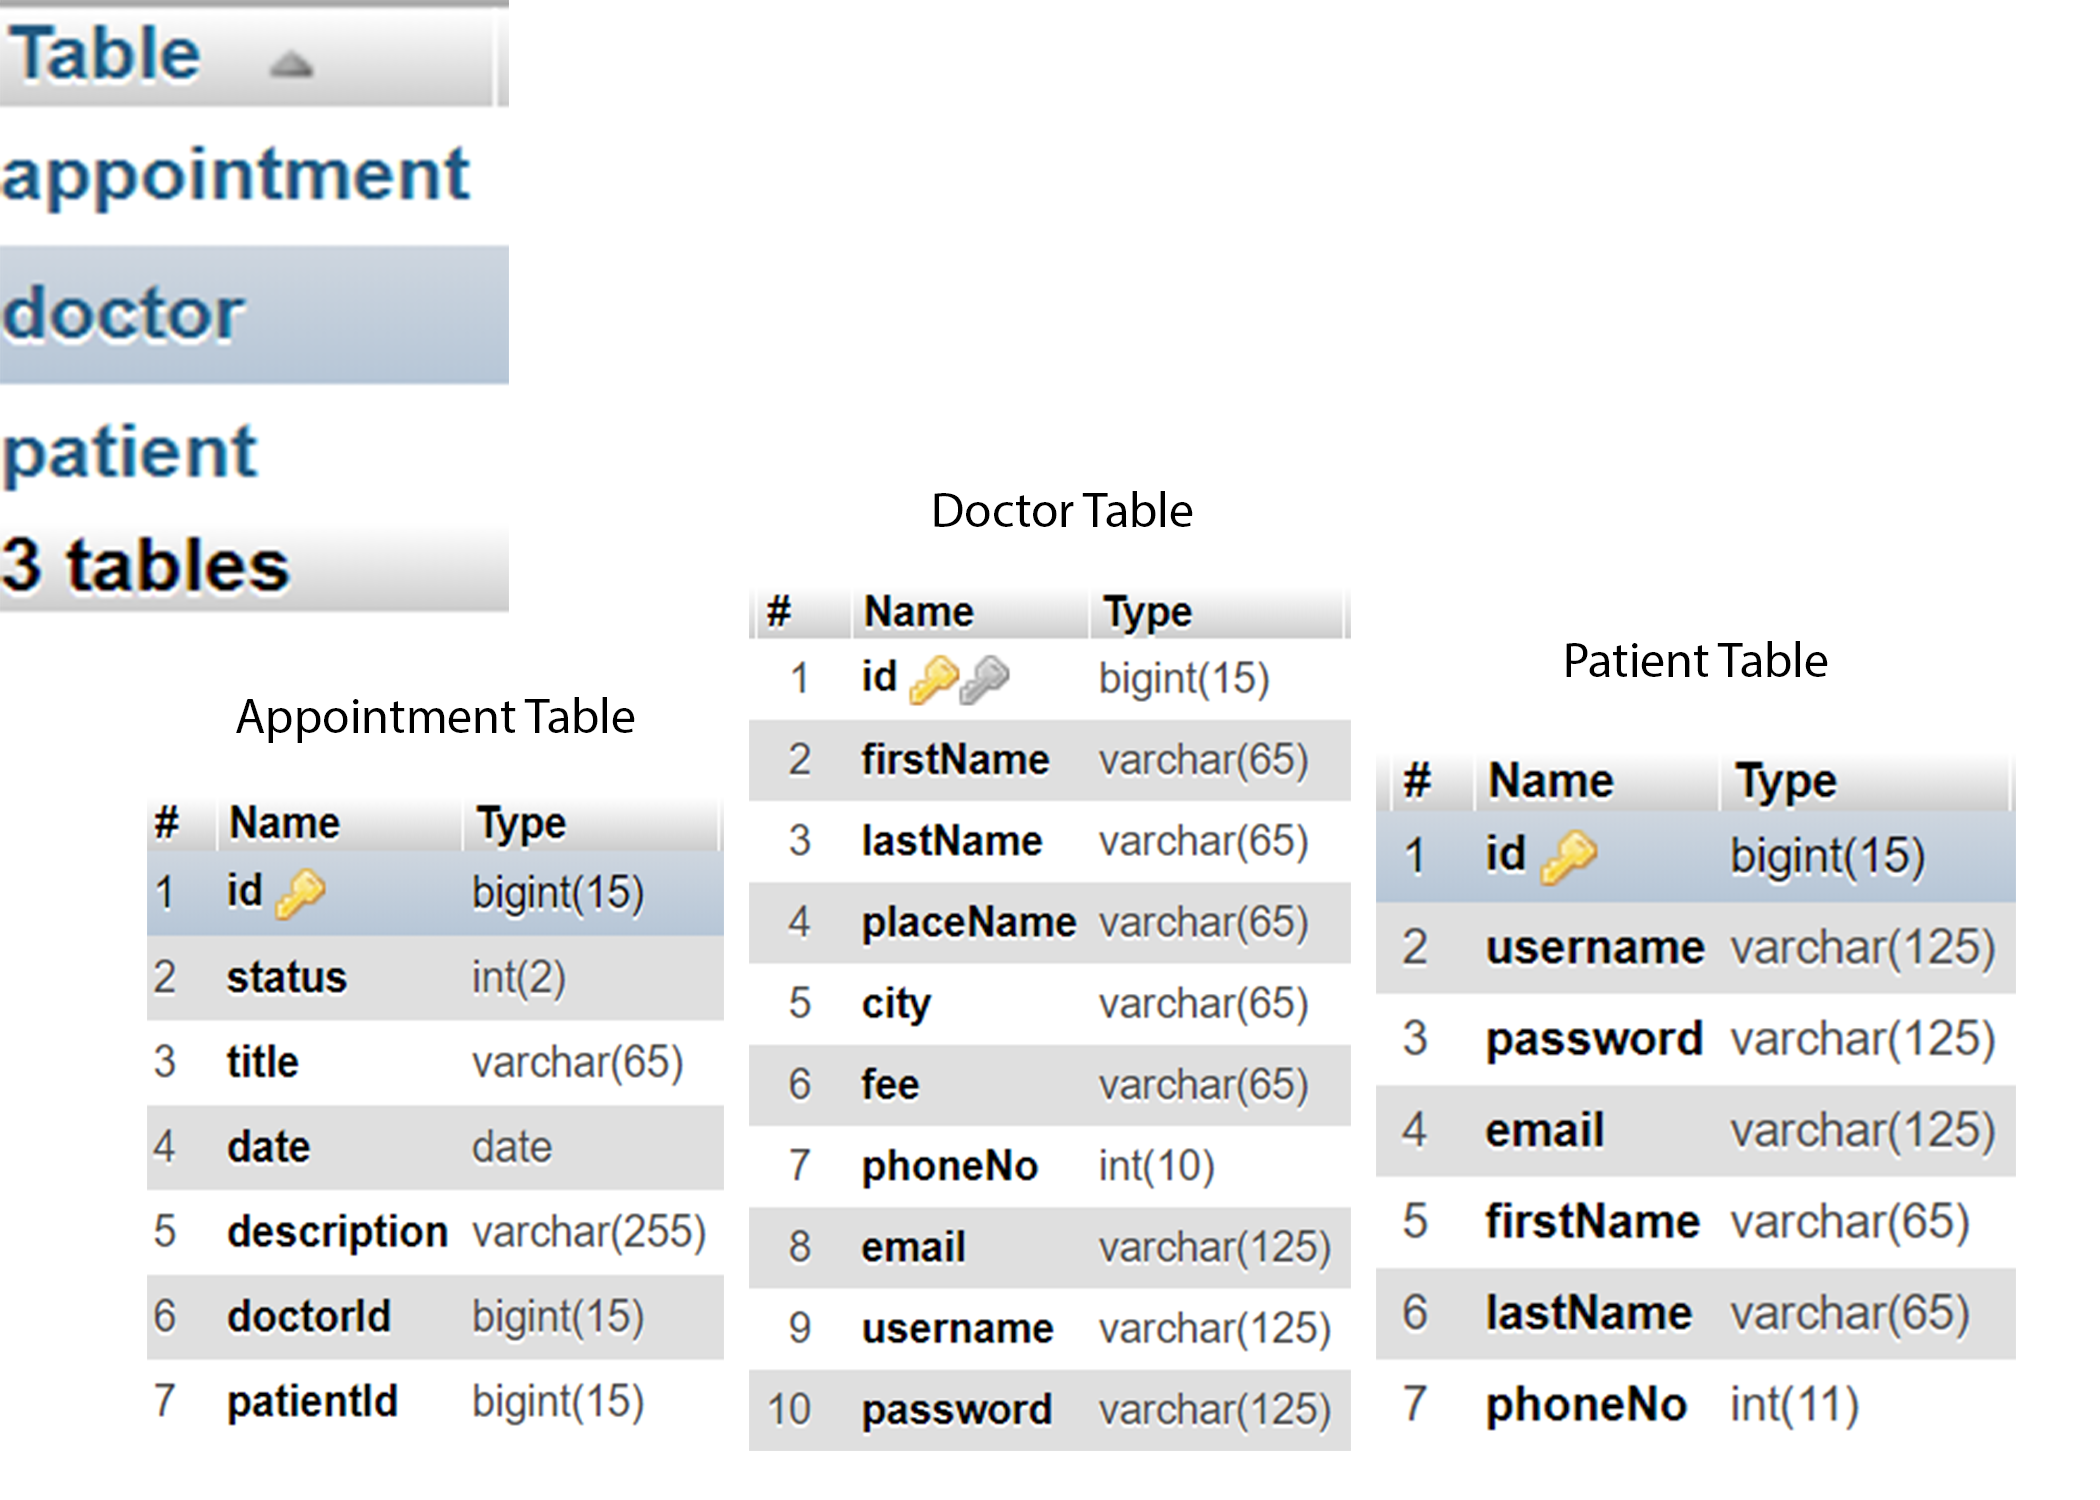 Table
appointment
doctor
patient
3 tables
Appointment Table
# Name Type
1 id bigint(15)
2 status int(2)
3 title varchar(65)
4 date date
5 description varchar(255)
6 doctorId bigint(15)
7 patientId bigint(15)
Doctor Table
# Name Type
1 id bigint(15)
2 firstName varchar(65)
3 lastName varchar(65)
4 placeName varchar(65)
5 city varchar(65)
6 fee varchar(65)
7 phoneNo int(10)
8 email varchar(125)
9 username varchar(125)
10 password varchar(125)
Patient Table
# Name Type
1 id bigint(15)
2 username varchar(125)
3 password varchar(125)
4 email varchar(125)
5 firstName varchar(65)
6 lastName varchar(65)
7 phoneNo int(11)